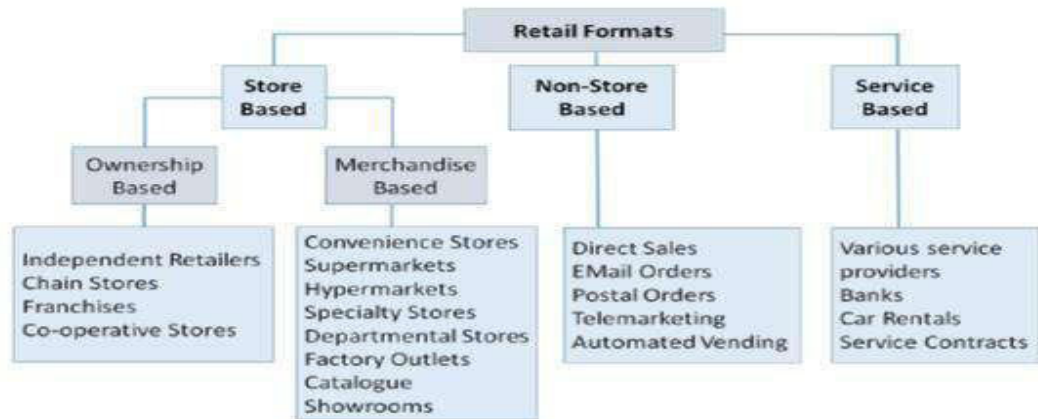 Retail Formats
Store
Based
Non-Store
Based
Service
Based
Ownership
Based
Merchandise
Based
Independent Retailers
Chain Stores
Franchises
Co-operative Stores
Convenience Stores
Supermarkets
Hypermarkets
Specialty Stores
Departmental Stores
Factory Outlets
Catalogue
Showrooms
Direct Sales
EMail Orders
Postal Orders
Telemarketing
Automated Vending
Various service
providers
Banks
Car Rentals
Service Contracts